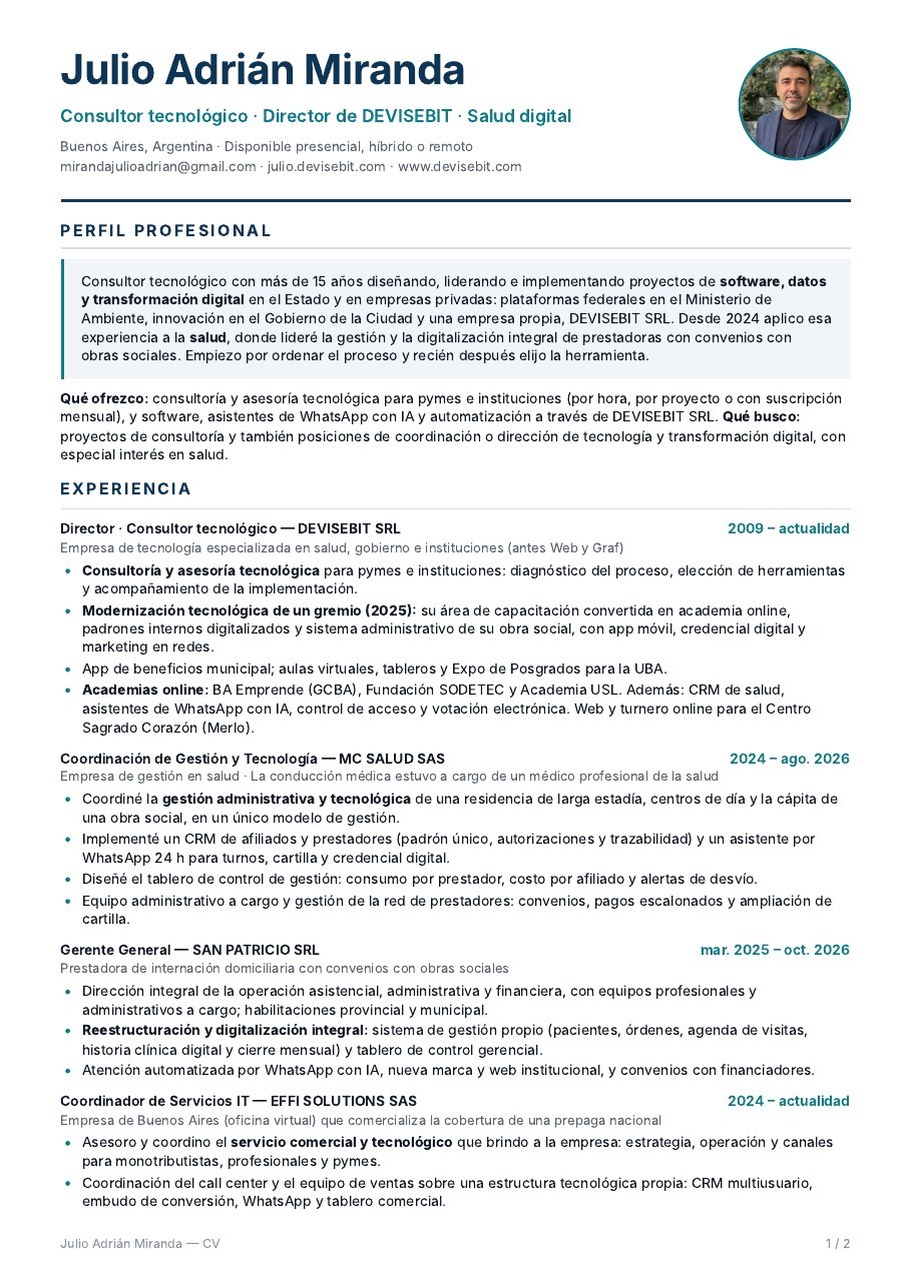 Julio Adrián Miranda
Consultor tecnológico · Director de DEVISEBIT · Salud digital
Buenos Aires, Argentina · Disponible presencial, híbrido o remoto
mirandajulioadrian@gmail.com · julio.devisebit.com · www.devisebit.com
PERFIL PROFESIONAL
Consultor tecnológico con más de 15 años diseñando, liderando e implementando proyectos de software, datos
y transformación digital en el Estado y en empresas privadas: plataformas federales en el Ministerio de
Ambiente, innovación en el Gobierno de la Ciudad y una empresa propia, DEVISEBIT SRL. Desde 2024 aplico esa
experiencia a la salud, donde lideré la gestión y la digitalización integral de prestadoras con convenios con
obras sociales. Empiezo por ordenar el proceso y recién después elijo la herramienta.
Qué ofrezco: consultoría y asesoría tecnológica para pymes e instituciones (por hora, por proyecto o con suscripción
mensual), y software, asistentes de WhatsApp con IA y automatización a través de DEVISEBIT SRL. Qué busco:
proyectos de consultoría y también posiciones de coordinación o dirección de tecnología y transformación digital, con
especial interés en salud.
EXPERIENCIA
Director · Consultor tecnológico — DEVISEBIT SRL 2009 – actualidad
Empresa de tecnología especializada en salud, gobierno e instituciones (antes Web y Graf)
• Consultoría y asesoría tecnológica para pymes e instituciones: diagnóstico del proceso, elección de herramientas
y acompañamiento de la implementación.
• Modernización tecnológica de un gremio (2025): su área de capacitación convertida en academia online,
padrones internos digitalizados y sistema administrativo de su obra social, con app móvil, credencial digital y
marketing en redes.
• App de beneficios municipal; aulas virtuales, tableros y Expo de Posgrados para la UBA.
• Academias online: BA Emprende (GCBA), Fundación SODETEC y Academia USL. Además: CRM de salud,
asistentes de WhatsApp con IA, control de acceso y votación electrónica. Web y turnero online para el Centro
Sagrado Corazón (Merlo).
Coordinación de Gestión y Tecnología — MC SALUD SAS 2024 – ago. 2026
Empresa de gestión en salud · La conducción médica estuvo a cargo de un médico profesional de la salud
• Coordiné la gestión administrativa y tecnológica de una residencia de larga estadía, centros de día y la cápita de
una obra social, en un único modelo de gestión.
• Implementé un CRM de afiliados y prestadores (padrón único, autorizaciones y trazabilidad) y un asistente por
WhatsApp 24 h para turnos, cartilla y credencial digital.
• Diseñé el tablero de control de gestión: consumo por prestador, costo por afiliado y alertas de desvío.
• Equipo administrativo a cargo y gestión de la red de prestadores: convenios, pagos escalonados y ampliación de
cartilla.
Gerente General — SAN PATRICIO SRL mar. 2025 – oct. 2026
Prestadora de internación domiciliaria con convenios con obras sociales
• Dirección integral de la operación asistencial, administrativa y financiera, con equipos profesionales y
administrativos a cargo; habilitaciones provincial y municipal.
• Reestructuración y digitalización integral: sistema de gestión propio (pacientes, órdenes, agenda de visitas,
historia clínica digital y cierre mensual) y tablero de control gerencial.
• Atención automatizada por WhatsApp con IA, nueva marca y web institucional, y convenios con financiadores.
Coordinador de Servicios IT — EFFI SOLUTIONS SAS 2024 – actualidad
Empresa de Buenos Aires (oficina virtual) que comercializa la cobertura de una prepaga nacional
• Asesoro y coordino el servicio comercial y tecnológico que brindo a la empresa: estrategia, operación y canales
para monotributistas, profesionales y pymes.
• Coordinación del call center y el equipo de ventas sobre una estructura tecnológica propia: CRM multiusuario,
embudo de conversión, WhatsApp y tablero comercial.
Julio Adrián Miranda — CV 1 / 2